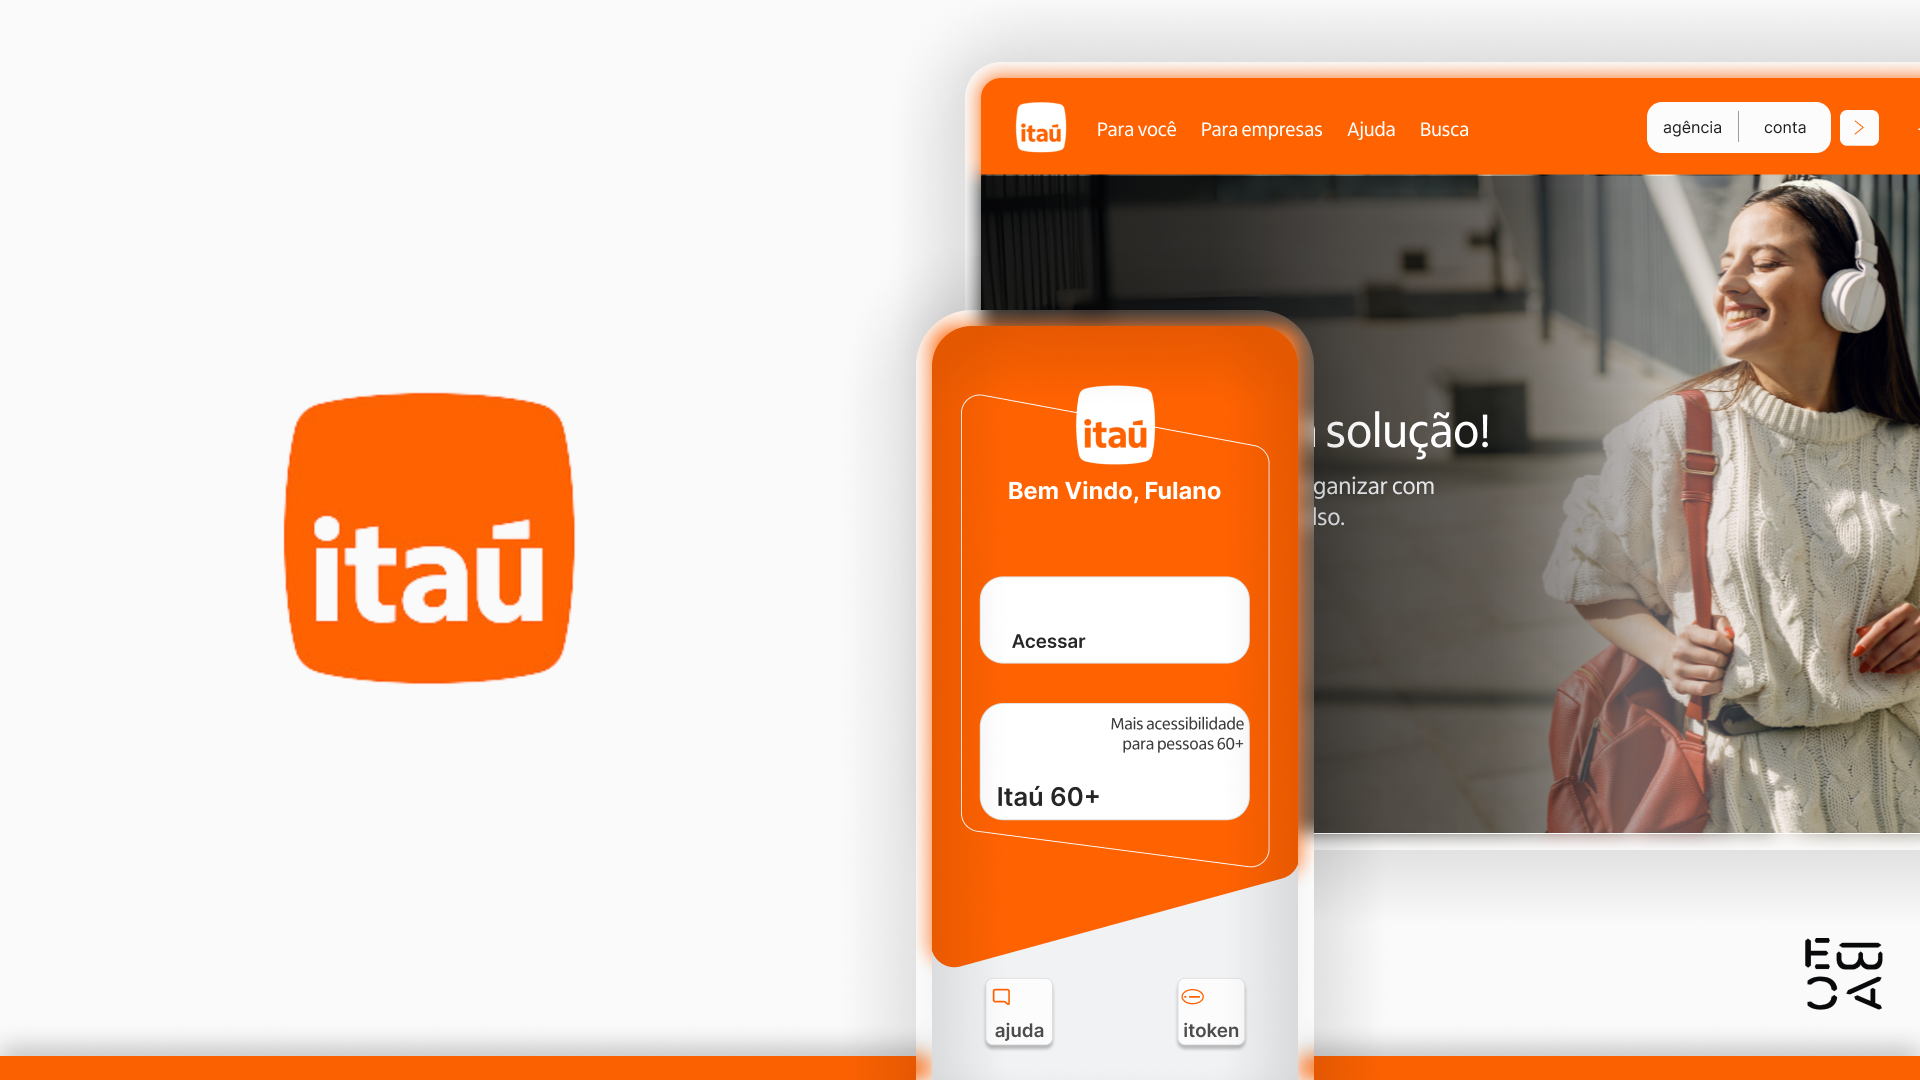 itaú
itaú
Para você
Para empresas
Ajuda
Busca
agência
conta
solução!
ganizar com
lso.
itaú
Bem Vindo, Fulano
Acessar
Mais acessibilidade
para pessoas 60+
Itaú 60+
ajuda
itoken